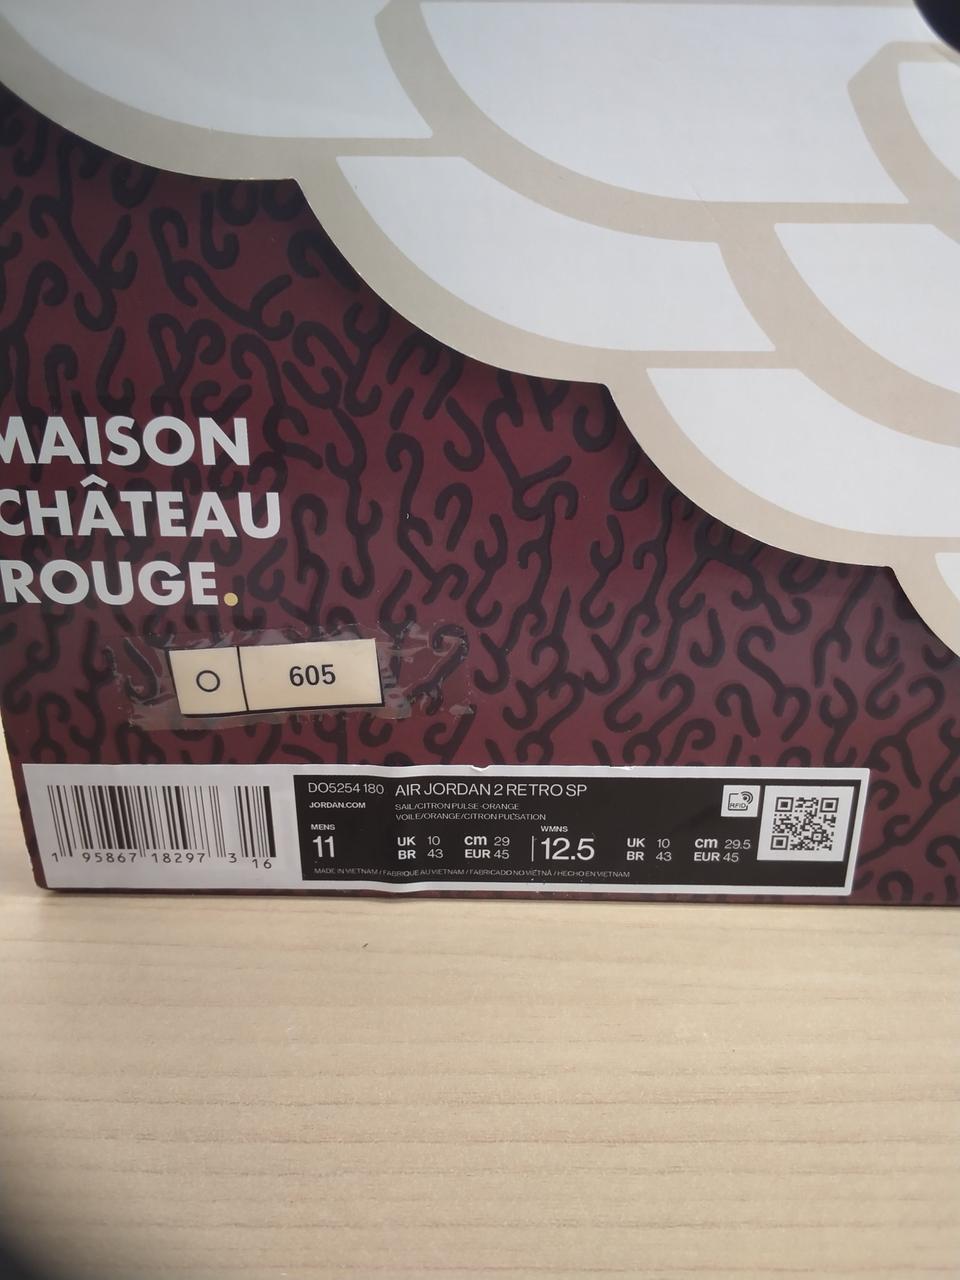 MAISON
CHÂTEAU
ROUGE.
O 605
DO5254 180 AIR JORDAN 2 RETRO SP
JORDAN.COM
SAIL/CITRON PULSE-ORANGE
VOILE/ORANGE/CITRON PULSATION
MENS
11
UK 10 cm 29
BR 43 EUR 45
WMNS
12.5
UK 10 cm 29.5
BR 43 EUR 45
RFID
MADE IN VIETNAM / FABRIQUE AU VIETNAM / FABRICADO NO VIETNÃ / HECHO EN VIETNAM
1 95867 18297 3 16